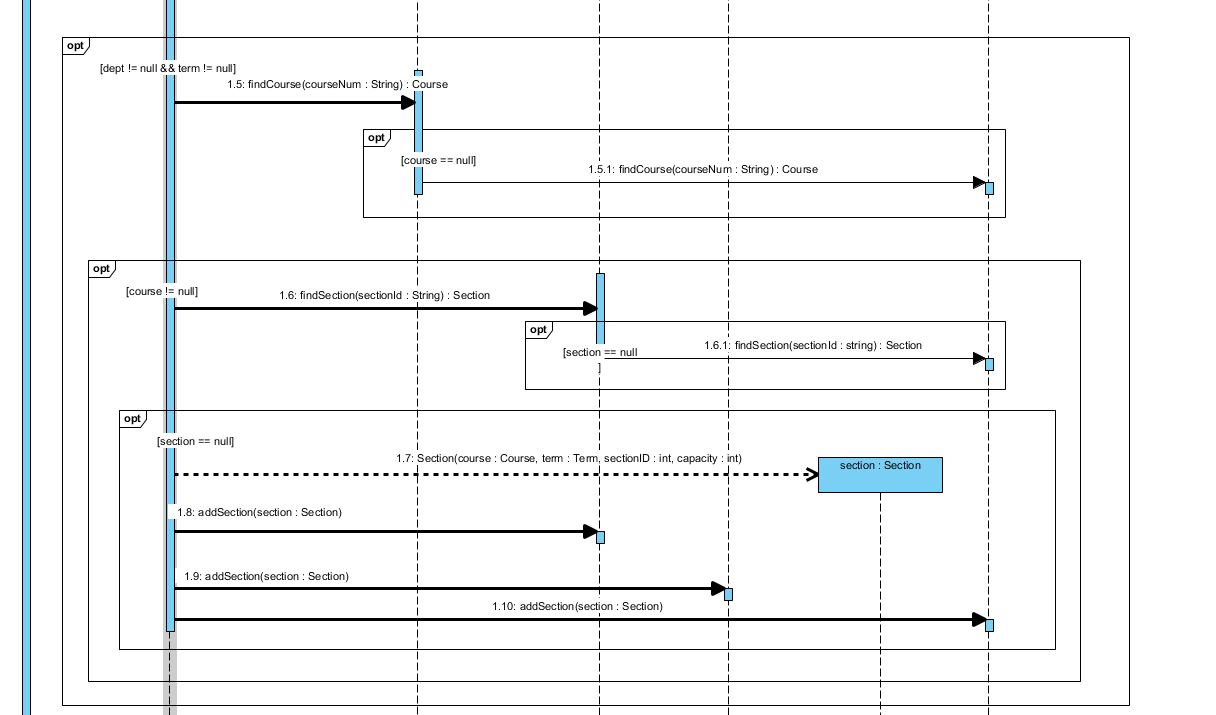 opt
[dept != null && term != null]
1.5: findCourse(courseNum : String) : Course
opt
[course == null]
1.5.1: findCourse(courseNum : String) : Course
opt
[course != null]
1.6: findSection(sectionId : String) : Section
opt
[section == null
]
1.6.1: findSection(sectionId : string) : Section
opt
[section == null]
1.7: Section(course : Course, term : Term, sectionID : int, capacity : int)
section : Section
1.8: addSection(section : Section)
1.9: addSection(section : Section)
1.10: addSection(section : Section)